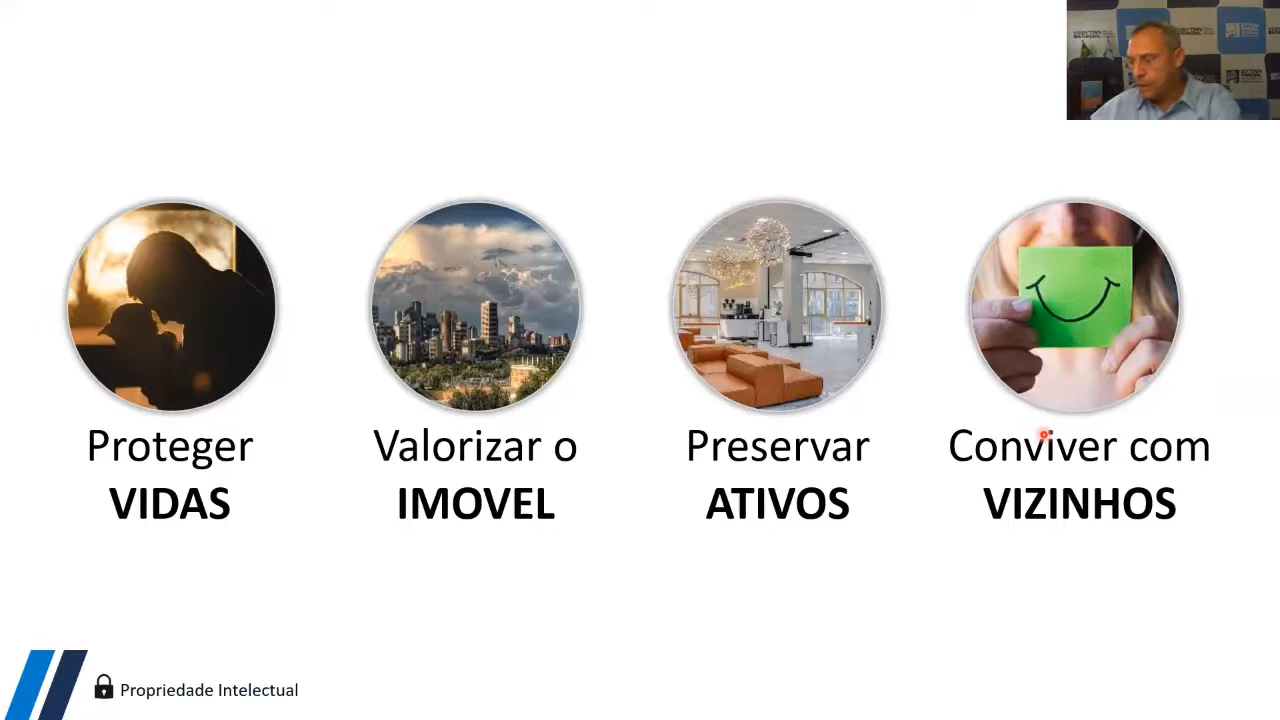 Proteger
VIDAS
Valorizar o
IMOVEL
Preservar
ATIVOS
Conviver com
VIZINHOS
Propriedade Intelectual